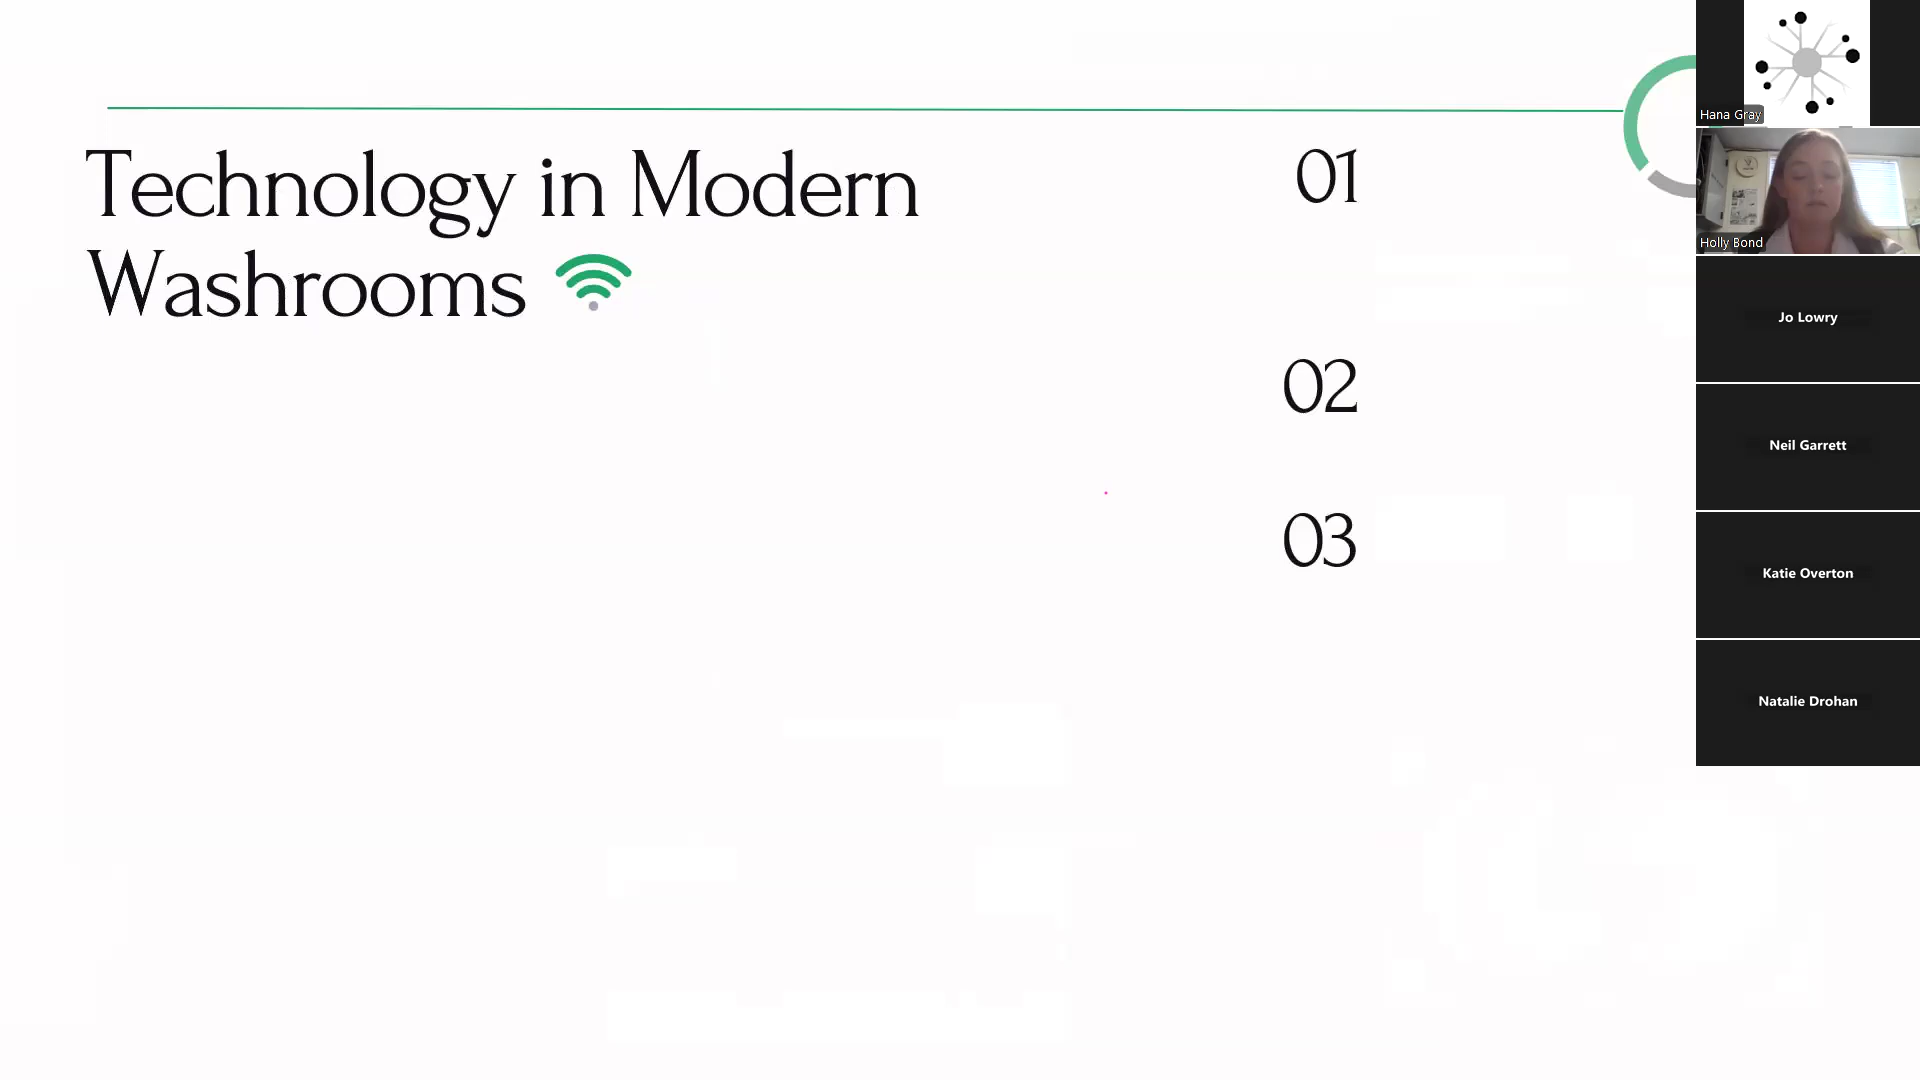 Technology in Modern
Washrooms
01
02
03
Hana Gray
Holly Bond
Jo Lowry
Neil Garrett
Katie Overton
Natalie Drohan